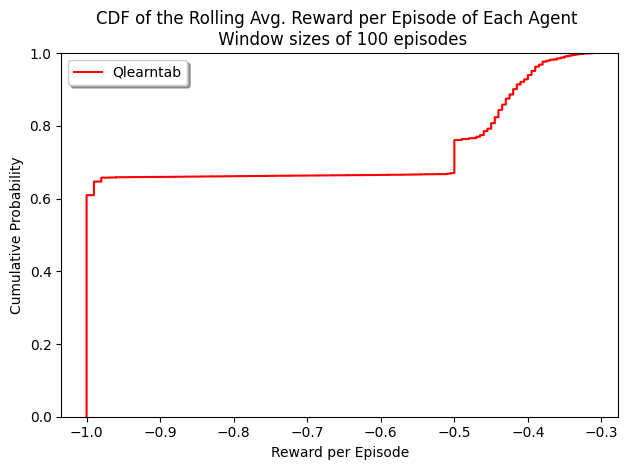 CDF of the Rolling Avg. Reward per Episode of Each Agent
Window sizes of 100 episodes
Qlearntab
Cumulative Probability
1.0
0.8
0.6
0.4
0.2
0.0
−1.0 −0.9 −0.8 −0.7 −0.6 −0.5 −0.4 −0.3
Reward per Episode